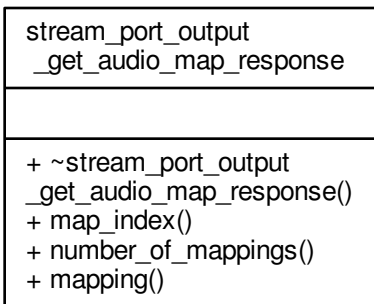 stream_port_output
_get_audio_map_response
+ ~stream_port_output
_get_audio_map_response()
+ map_index()
+ number_of_mappings()
+ mapping()